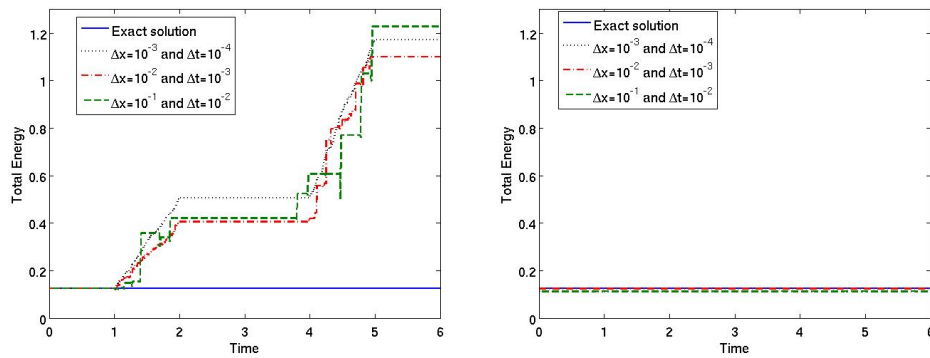 1.2
1
0.8
0.6
0.4
0.2
0
Total Energy
Exact solution
Δx=10⁻³ and Δt=10⁻⁴
Δx=10⁻² and Δt=10⁻³
Δx=10⁻¹ and Δt=10⁻²
0 1 2 3 4 5 6
Time
1.2
1
0.8
0.6
0.4
0.2
0
Total Energy
Exact solution
Δx=10⁻³ and Δt=10⁻⁴
Δx=10⁻² and Δt=10⁻³
Δx=10⁻¹ and Δt=10⁻²
0 1 2 3 4 5 6
Time